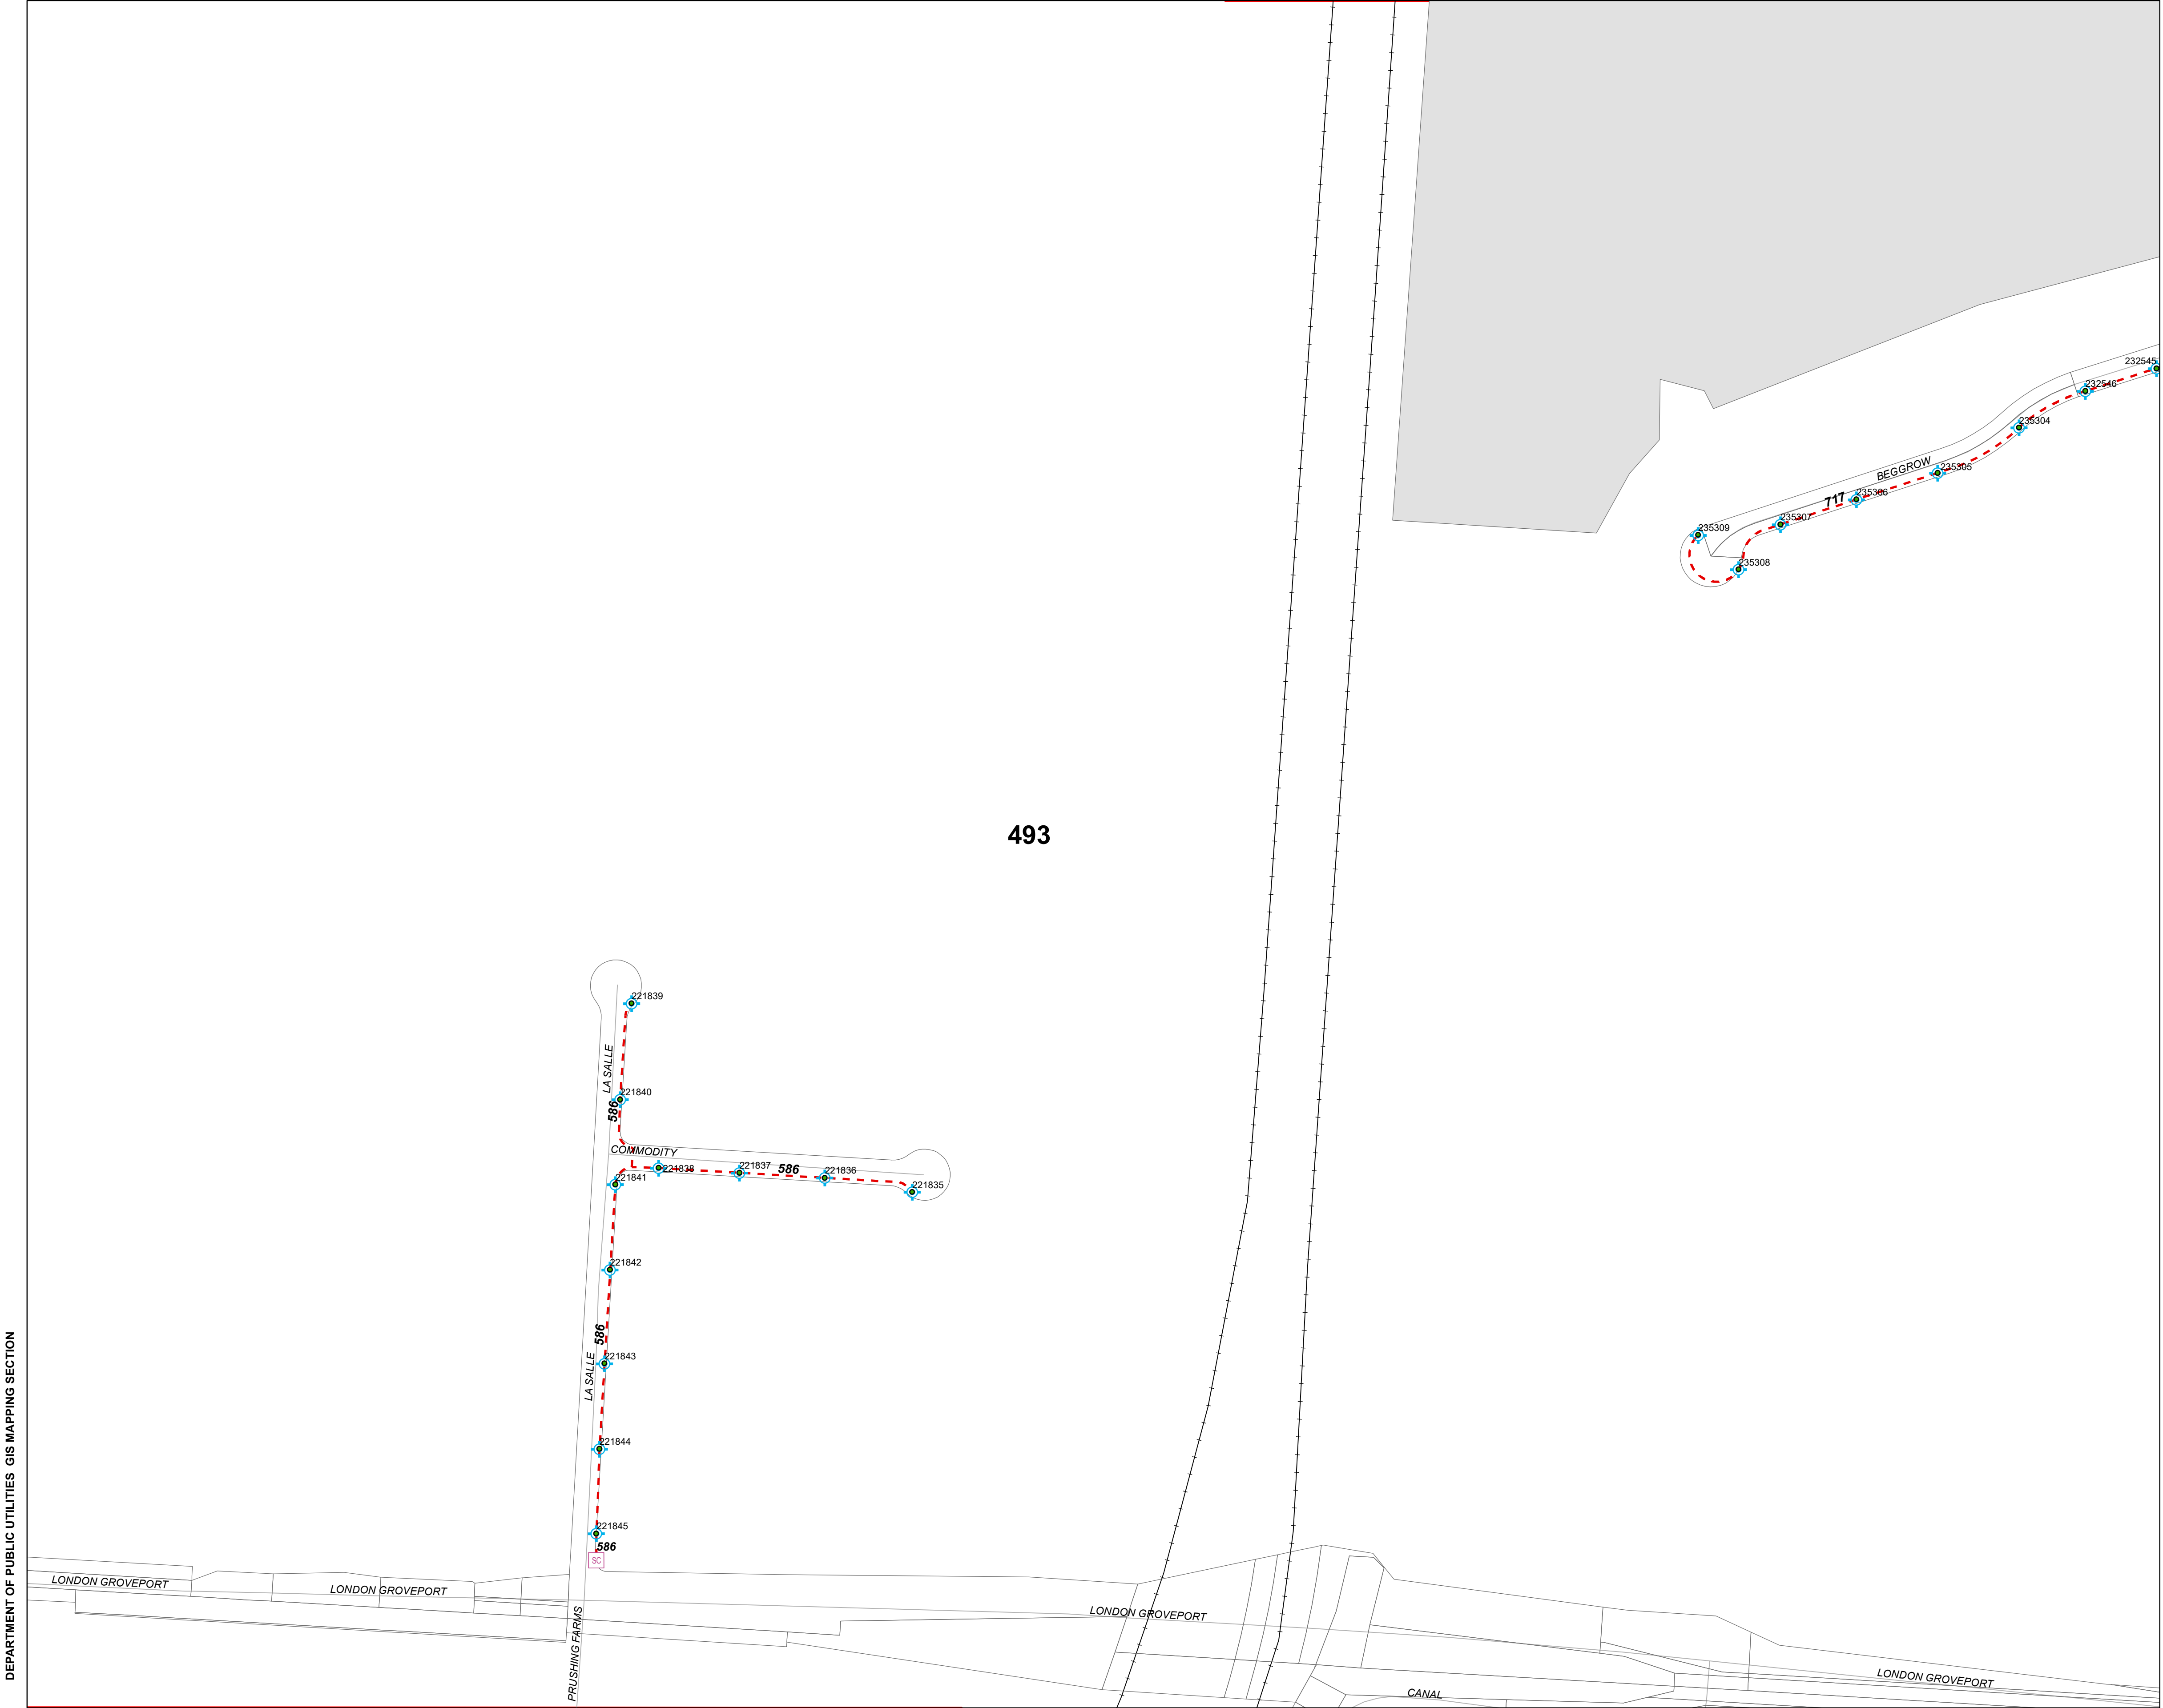 232545
232546
235304
BEGGROW
235305
717
235306
235307
235309
235308
493
221839
LA SALLE
221840
586
COMMODITY
221838
221837
586
221836
221841
221835
221842
586
221843
LA SALLE
221844
221845
586
SC
LONDON GROVEPORT
LONDON GROVEPORT
LONDON GROVEPORT
PRUSHING FARMS
LONDON GROVEPORT
CANAL
DEPARTMENT OF PUBLIC UTILITIES GIS MAPPING SECTION